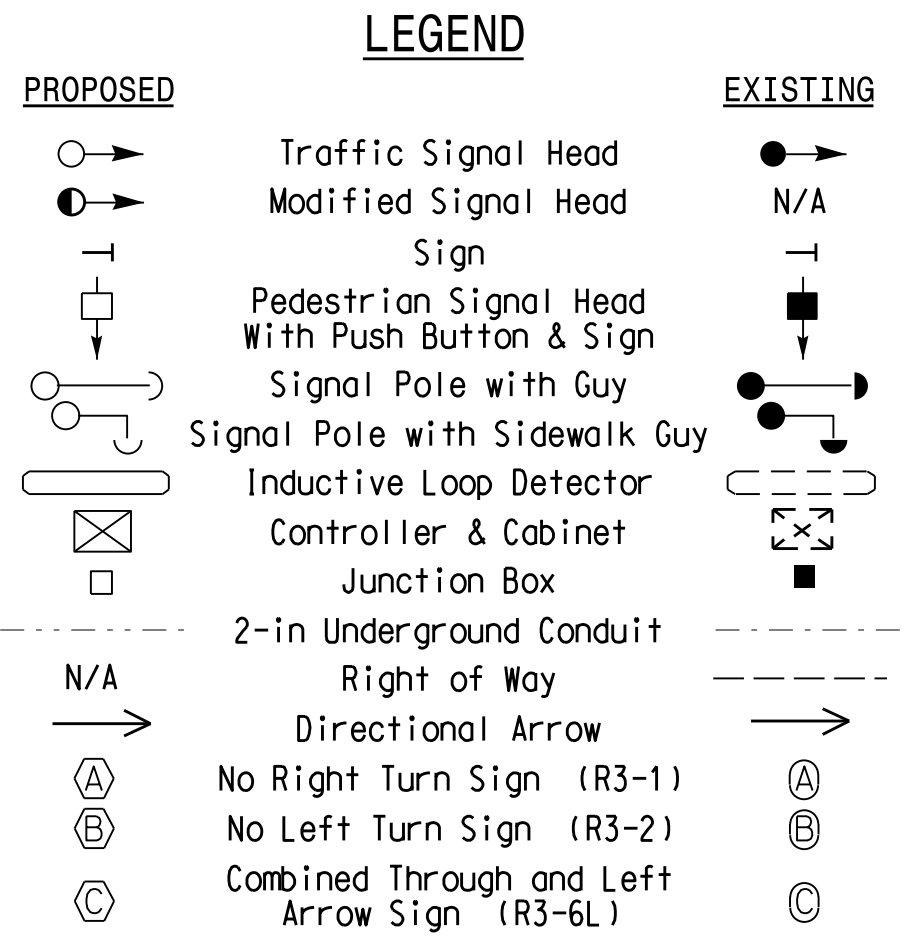 LEGEND
PROPOSED EXISTING
Traffic Signal Head
Modified Signal Head N/A
Sign
Pedestrian Signal Head
With Push Button & Sign
Signal Pole with Guy
Signal Pole with Sidewalk Guy
Inductive Loop Detector
Controller & Cabinet
Junction Box
2-in Underground Conduit
N/A Right of Way
Directional Arrow
A No Right Turn Sign (R3-1) A
B No Left Turn Sign (R3-2) B
Combined Through and Left
C Arrow Sign (R3-6L) C